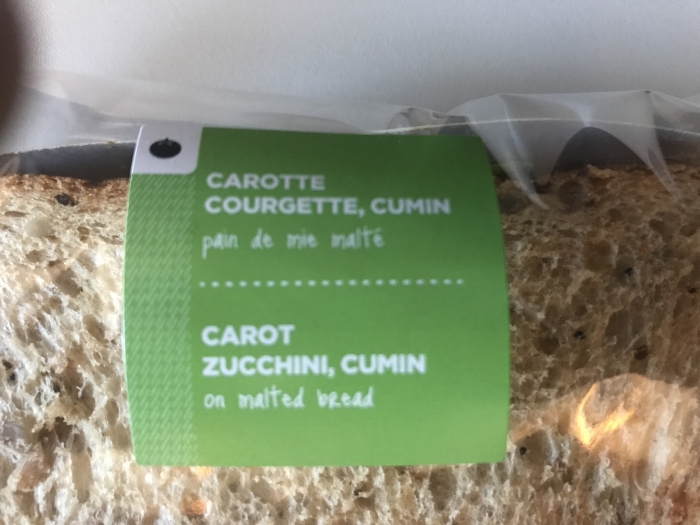 CAROTTE
COURGETTE, CUMIN
pain de mie malté
CAROT
ZUCCHINI, CUMIN
on malted bread